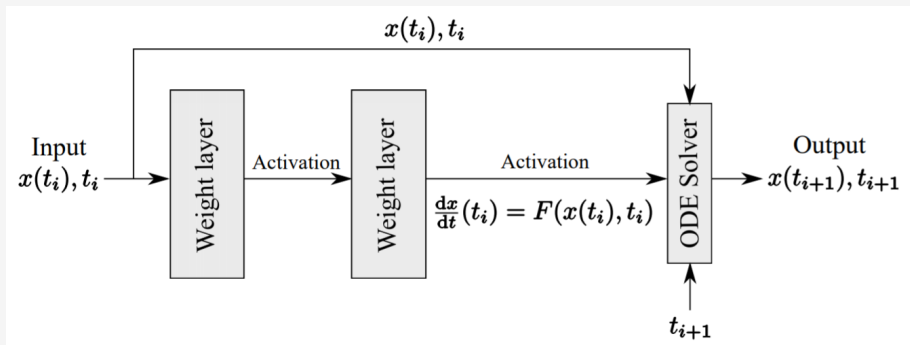 x(t_i), t_i
Input
x(t_i), t_i
Weight layer
Activation
Weight layer
Activation
dx/dt (t_i) = F(x(t_i), t_i)
ODE Solver
Output
x(t_{i+1}), t_{i+1}
t_{i+1}